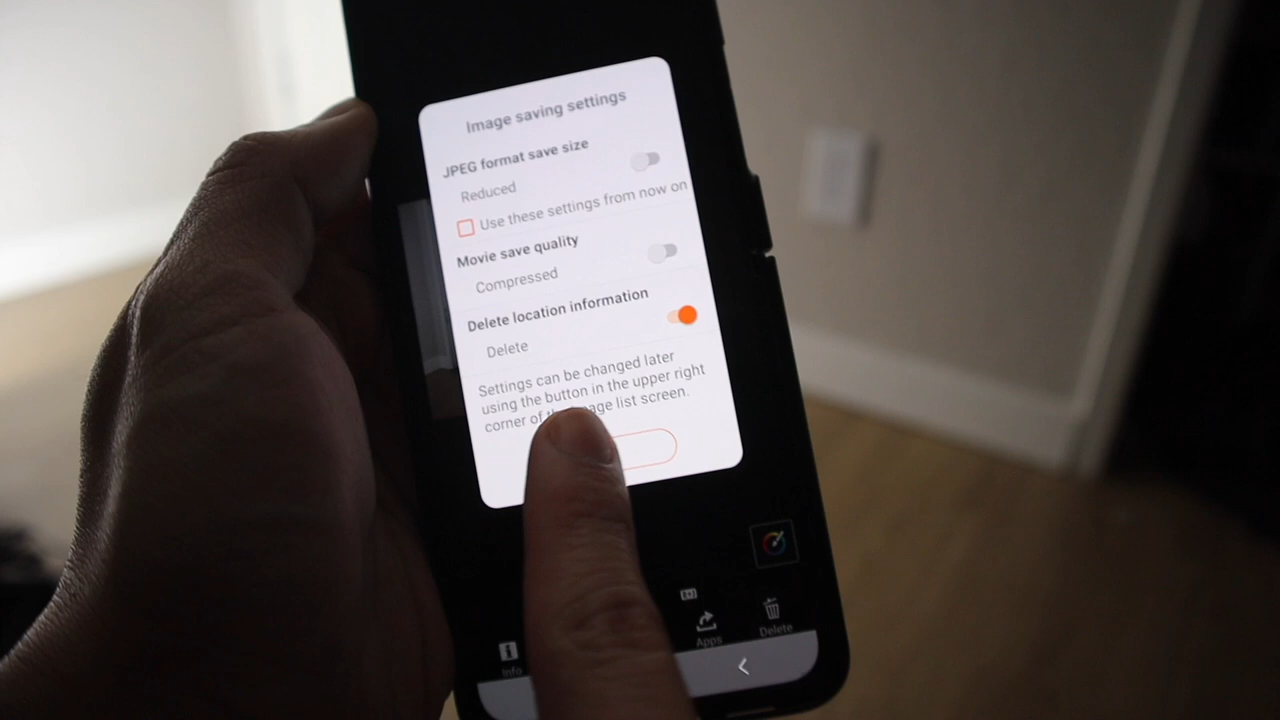 Image saving settings
JPEG format save size
Reduced
Use these settings from now on
Movie save quality
Compressed
Delete location information
Delete
Settings can be changed later
using the button in the upper right
corner of list screen.
Info
Apps
Delete